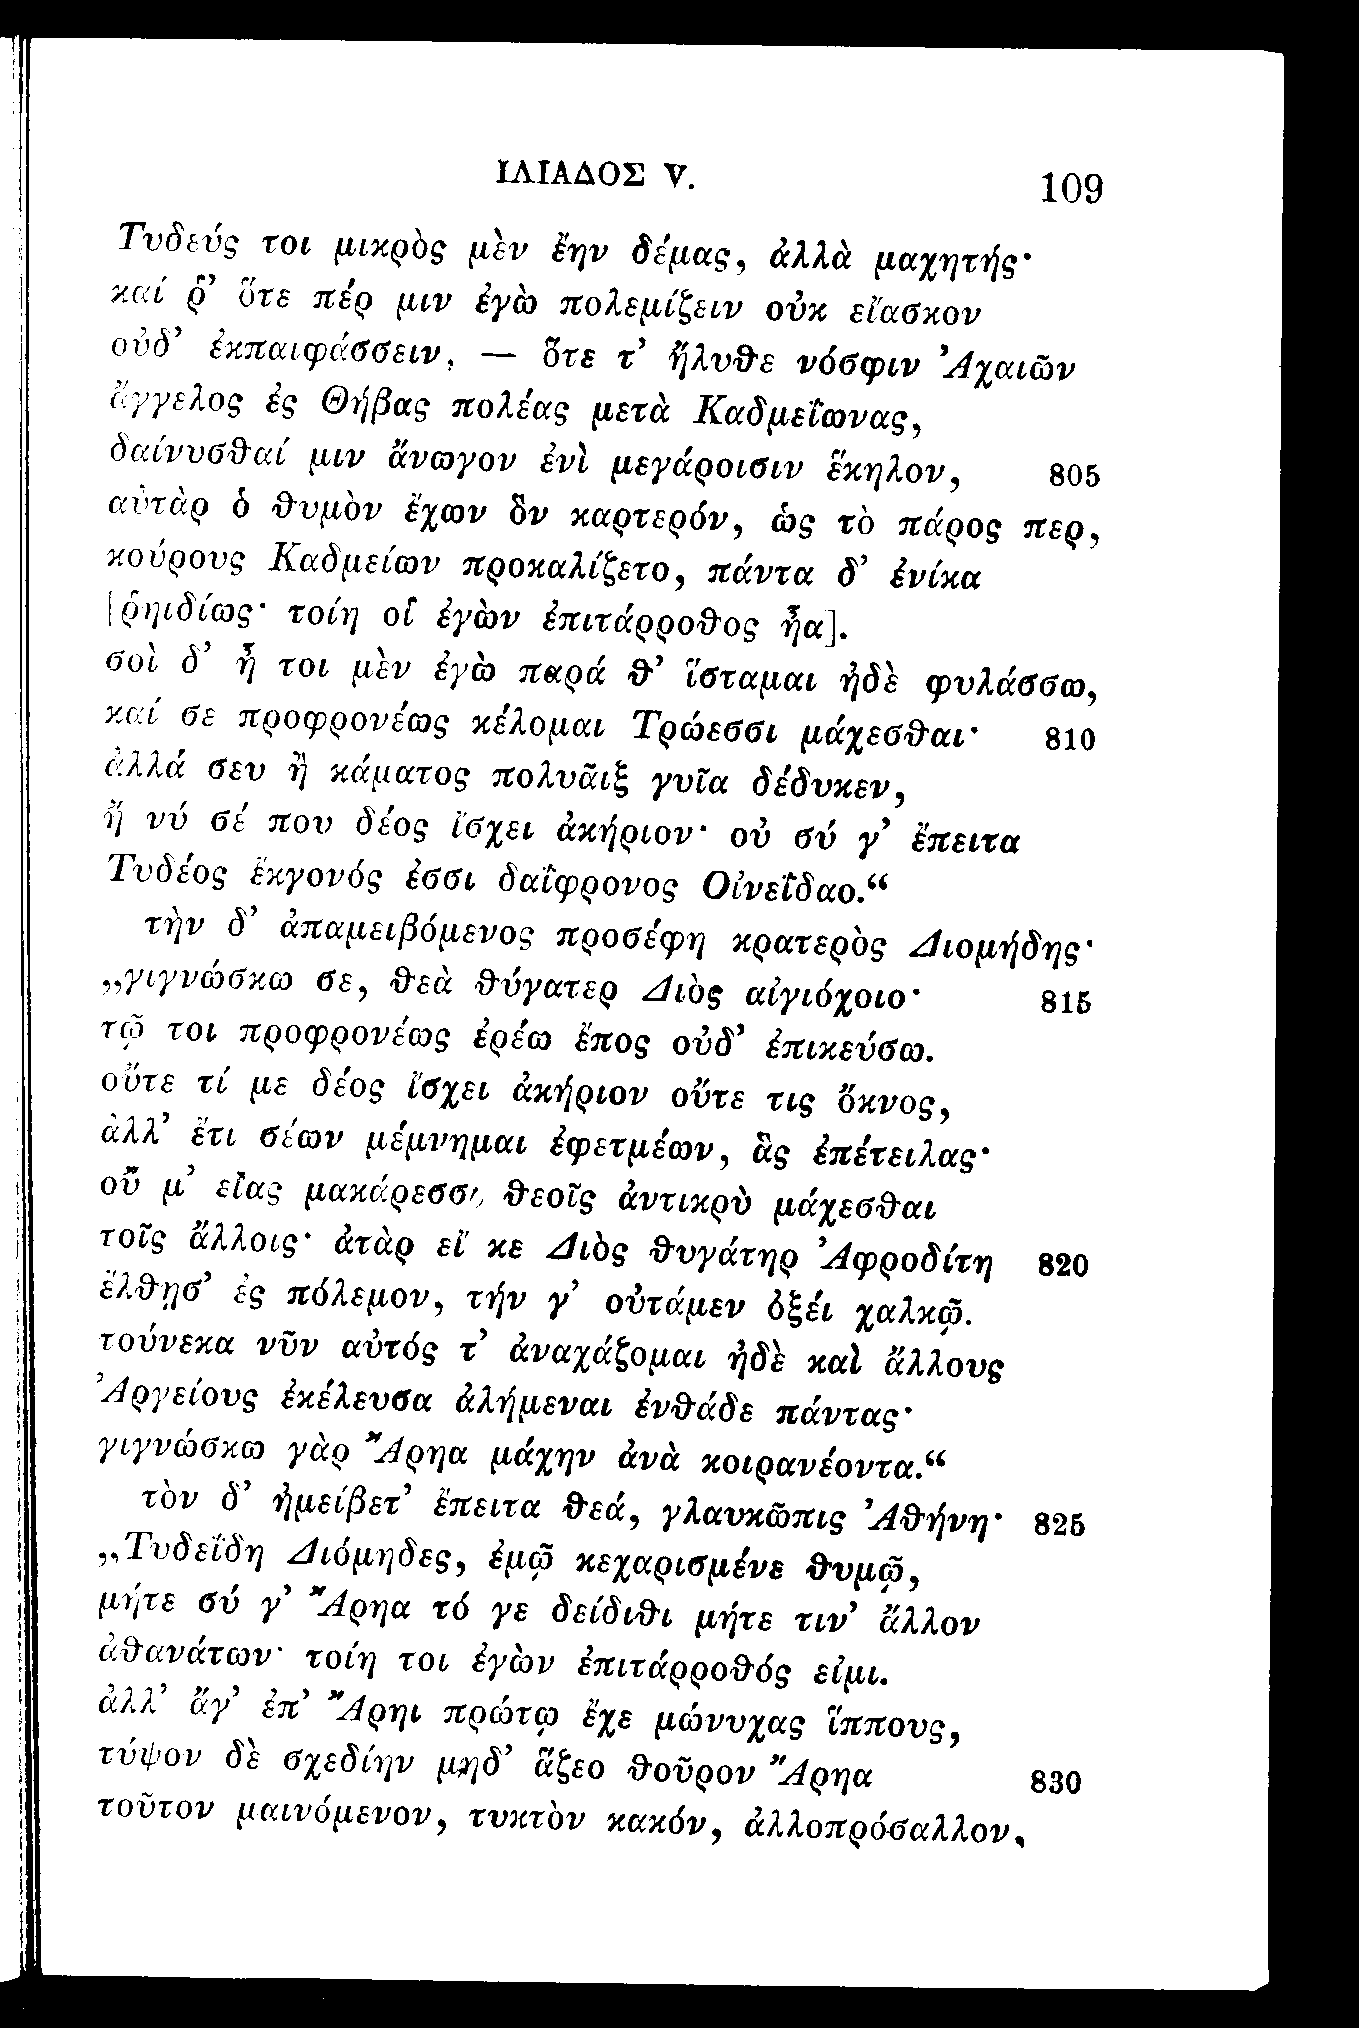 ΙΛΙΑΔΟΣ V. 109
Τυδεύς τοι μικρὸς μὲν ἔην δέμας, ἀλλὰ μαχητής·
καί ῥ’ ὅτε πέρ μιν ἐγὼ πολεμίζειν οὐκ εἴασκον
οὐδ’ ἐκπαιφάσσειν, — ὅτε τ’ ἤλυθε νόσφιν Ἀχαιῶν
ἄγγελος ἐς Θήβας πολέας μετὰ Καδμεΐωνας,
δαίνυσθαί μιν ἄνωγον ἐνὶ μεγάροισιν ἕκηλον, 805
αὐτὰρ ὁ θυμὸν ἔχων ὃν καρτερόν, ὡς τὸ πάρος περ,
κούρους Καδμείων προκαλίζετο, πάντα δ’ ἐνίκα
[ῥηιδίως· τοίη οἱ ἐγὼν ἐπιτάρροθος ἦα].
σοὶ δ’ ἦ τοι μὲν ἐγὼ παρά θ’ ἵσταμαι ἠδὲ φυλάσσω,
καί σε προφρονέως κέλομαι Τρώεσσι μάχεσθαι· 810
ἀλλά σευ ἢ κάματος πολυᾶιξ γυῖα δέδυκεν,
ἤ νύ σέ που δέος ἴσχει ἀκήριον· οὐ σύ γ’ ἔπειτα
Τυδέος ἔκγονός ἐσσι δαΐφρονος Οἰνεΐδαο.“
τὴν δ’ ἀπαμειβόμενος προσέφη κρατερὸς Διομήδης·
„γιγνώσκω σε, θεὰ θύγατερ Διὸς αἰγιόχοιο· 815
τῷ τοι προφρονέως ἐρέω ἔπος οὐδ’ ἐπικεύσω.
οὔτε τί με δέος ἴσχει ἀκήριον οὔτε τις ὄκνος,
ἀλλ’ ἔτι σέων μέμνημαι ἐφετμέων, ἃς ἐπέτειλας·
οὔ μ’ εἴας μακάρεσσι, θεοῖς ἀντικρὺ μάχεσθαι
τοῖς ἄλλοις· ἀτὰρ εἴ κε Διὸς θυγάτηρ Ἀφροδίτη 820
ἔλθῃσ’ ἐς πόλεμον, τήν γ’ οὐτάμεν ὀξέι χαλκῷ.
τούνεκα νῦν αὐτός τ’ ἀναχάζομαι ἠδὲ καὶ ἄλλους
Ἀργείους ἐκέλευσα ἀλήμεναι ἐνθάδε πάντας·
γιγνώσκω γὰρ Ἄρηα μάχην ἀνὰ κοιρανέοντα.“
τὸν δ’ ἠμείβετ’ ἔπειτα θεά, γλαυκῶπις Ἀθήνη· 825
„Τυδεΐδη Διόμηδες, ἐμῷ κεχαρισμένε θυμῷ,
μήτε σύ γ’ Ἄρηα τό γε δείδιθι μήτε τιν’ ἄλλον
ἀθανάτων· τοίη τοι ἐγὼν ἐπιτάρροθός εἰμι.
ἀλλ’ ἄγ’ ἐπ’ Ἄρηι πρώτῳ ἔχε μώνυχας ἵππους,
τύψον δὲ σχεδίην μηδ’ ἅζεο θοῦρον Ἄρηα 830
τοῦτον μαινόμενον, τυκτὸν κακόν, ἀλλοπρόσαλλον,